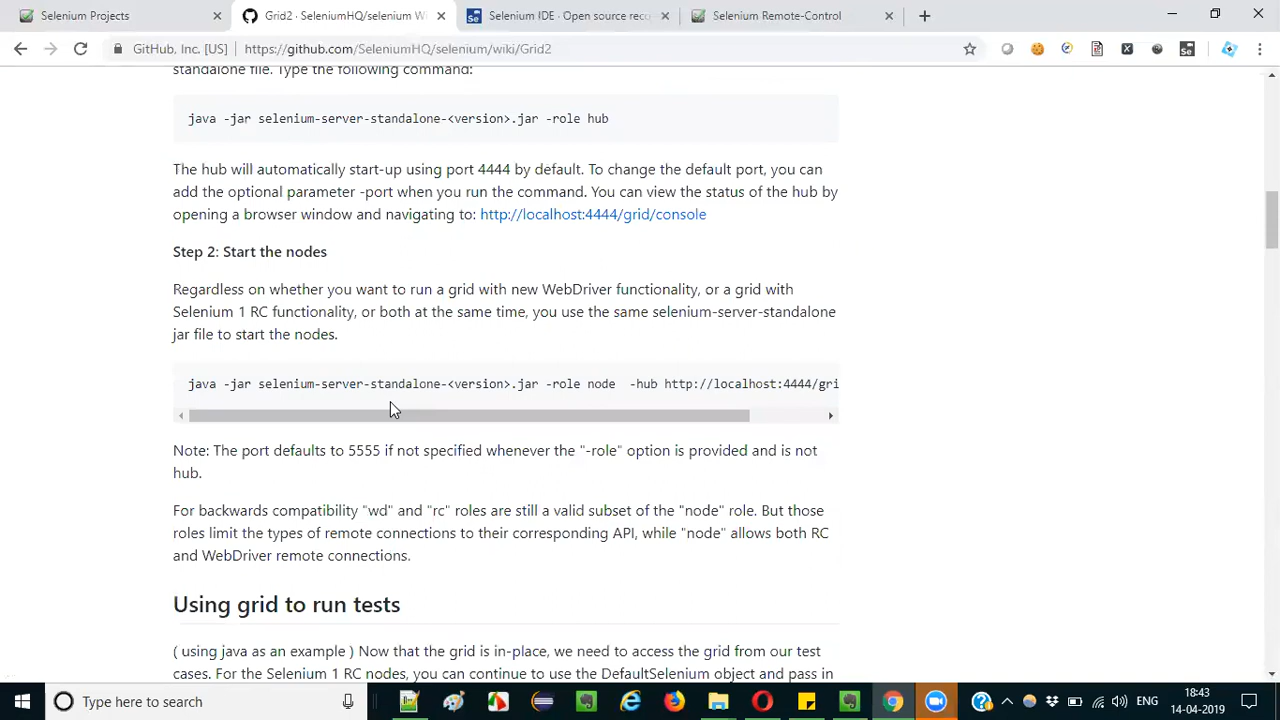 Selenium Projects
Grid2 · SeleniumHQ/selenium Wi
Selenium IDE · Open source reco
Selenium Remote-Control
GitHub, Inc. [US] https://github.com/SeleniumHQ/selenium/wiki/Grid2
standalone file. Type the following command:
java -jar selenium-server-standalone-<version>.jar -role hub
The hub will automatically start-up using port 4444 by default. To change the default port, you can
add the optional parameter -port when you run the command. You can view the status of the hub by
opening a browser window and navigating to: http://localhost:4444/grid/console
Step 2: Start the nodes
Regardless on whether you want to run a grid with new WebDriver functionality, or a grid with
Selenium 1 RC functionality, or both at the same time, you use the same selenium-server-standalone
jar file to start the nodes.
java -jar selenium-server-standalone-<version>.jar -role node -hub http://localhost:4444/gri
Note: The port defaults to 5555 if not specified whenever the "-role" option is provided and is not
hub.
For backwards compatibility "wd" and "rc" roles are still a valid subset of the "node" role. But those
roles limit the types of remote connections to their corresponding API, while "node" allows both RC
and WebDriver remote connections.
Using grid to run tests
( using java as an example ) Now that the grid is in-place, we need to access the grid from our test
cases. For the Selenium 1 RC nodes, you can continue to use the DefaultSelenium object and pass in
Type here to search
ENG
18:43
14-04-2019